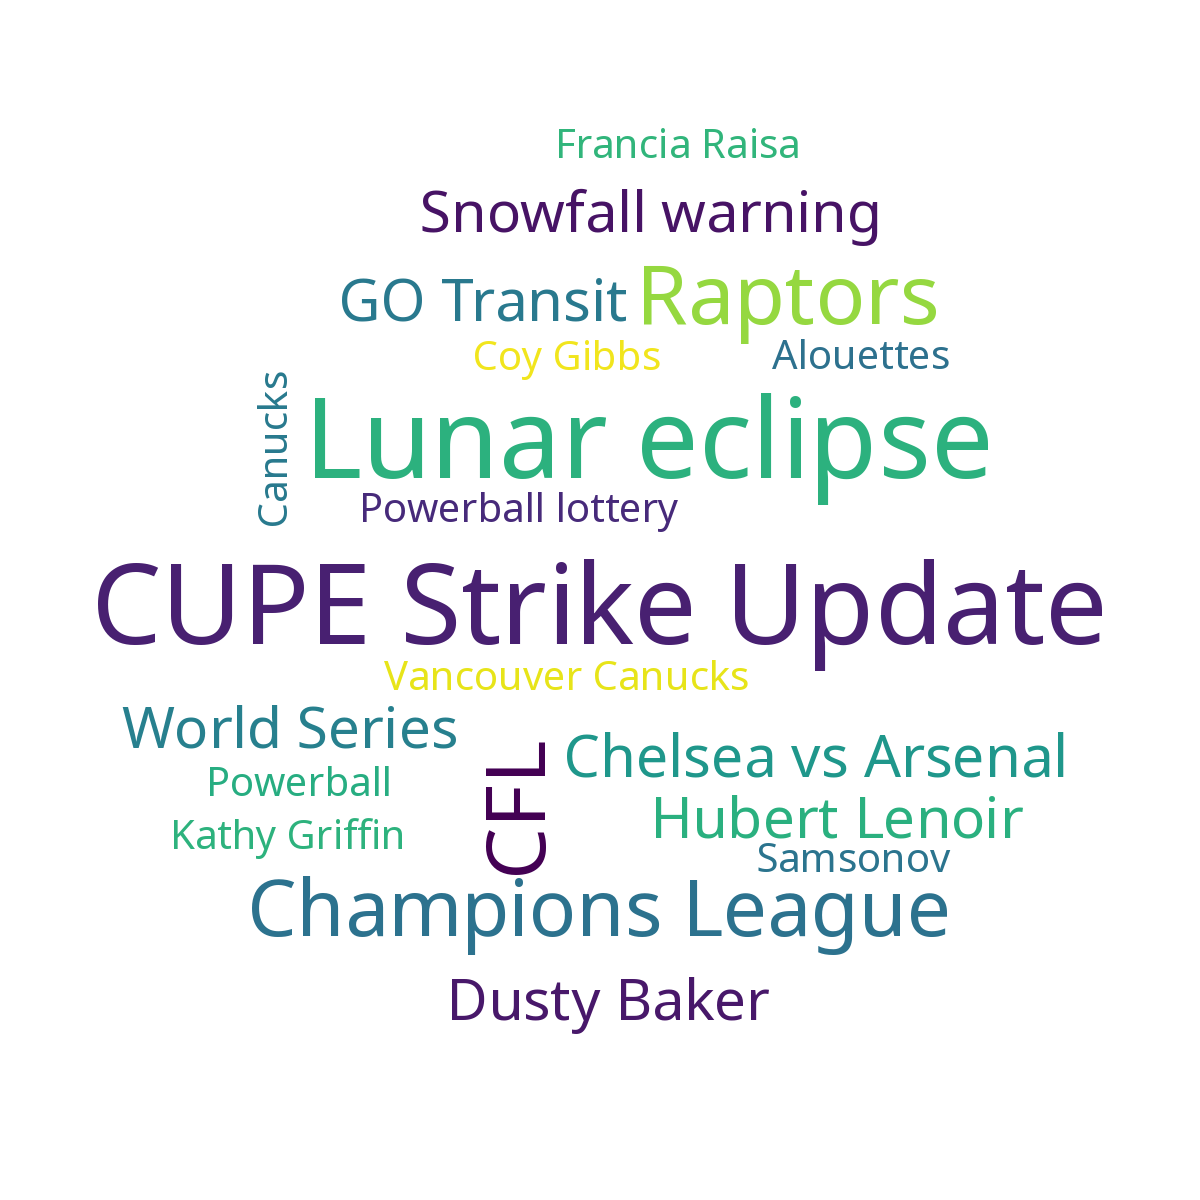 Francia Raisa
Snowfall warning
GO Transit
Raptors
Coy Gibbs
Alouettes
Canucks
Lunar eclipse
Powerball lottery
CUPE Strike Update
Vancouver Canucks
World Series
Chelsea vs Arsenal
Powerball
CFL
Hubert Lenoir
Kathy Griffin
Samsonov
Champions League
Dusty Baker